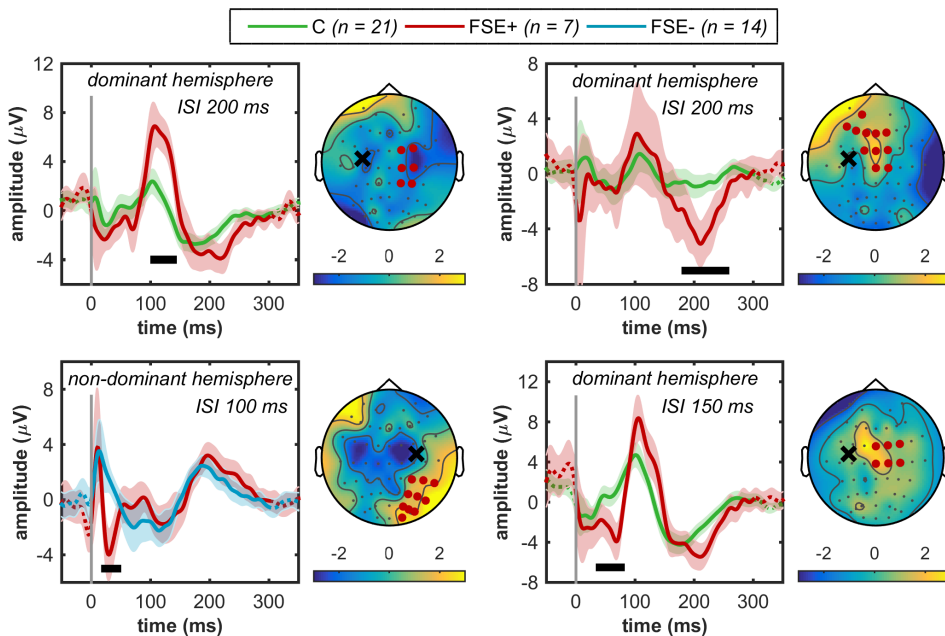 C (n = 21) FSE+ (n = 7) FSE- (n = 14)
12
8
4
0
-4
amplitude (μV)
dominant hemisphere
ISI 200 ms
0 100 200 300
time (ms)
-2 0 2
8
4
0
-4
-8
amplitude (μV)
dominant hemisphere
ISI 200 ms
0 100 200 300
time (ms)
-2 0 2
8
4
0
-4
amplitude (μV)
non-dominant hemisphere
ISI 100 ms
0 100 200 300
time (ms)
-2 0 2
12
8
4
0
-4
-8
amplitude (μV)
dominant hemisphere
ISI 150 ms
0 100 200 300
time (ms)
-2 0 2